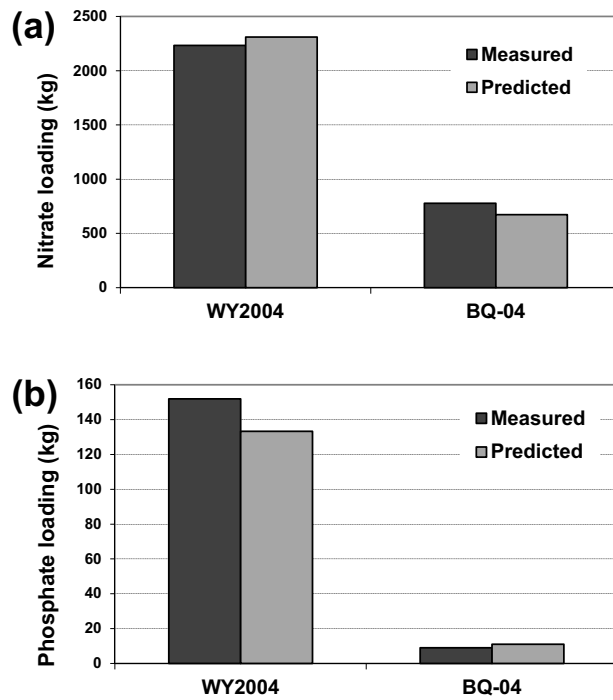 (a)
Nitrate loading (kg)
2500
2000
1500
1000
500
0
Measured
Predicted
WY2004
BQ-04
(b)
Phosphate loading (kg)
160
140
120
100
80
60
40
20
0
Measured
Predicted
WY2004
BQ-04